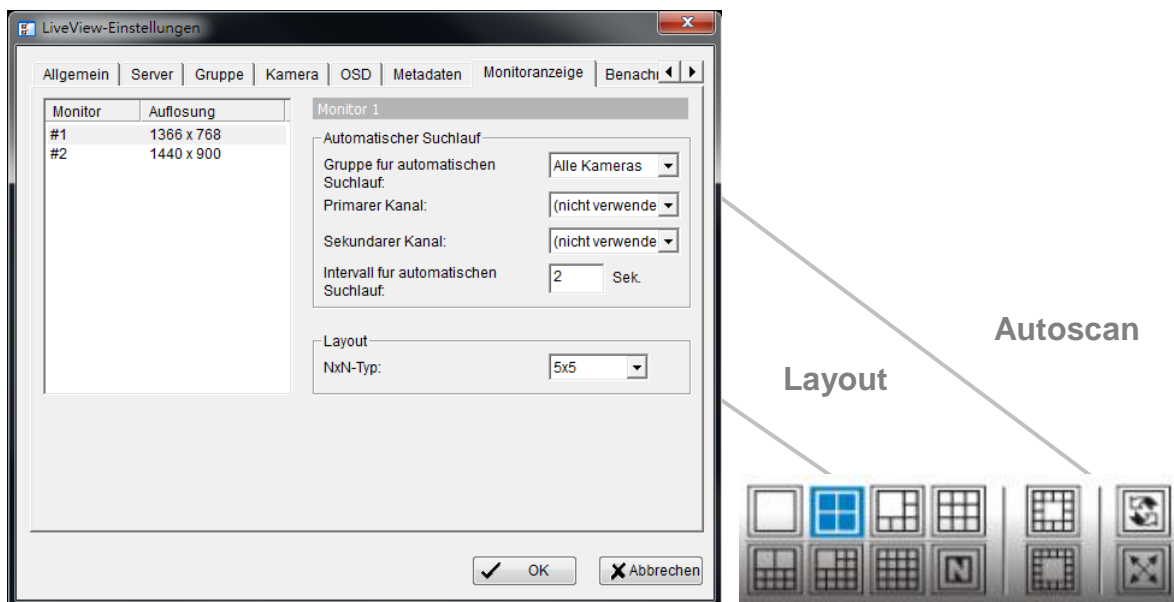 LiveView-Einstellungen
Allgemein Server Gruppe Kamera OSD Metadaten Monitoranzeige
Monitor Auflosung
#1 1366 x 768
#2 1440 x 900
Monitor 1
Automatischer Suchlauf
Gruppe fur automatischen
Suchlauf:
Alle Kameras
Primarer Kanal:
(nicht verwende
Sekundarer Kanal:
(nicht verwende
Intervall fur automatischen
Suchlauf:
2 Sek.
Layout
NxN-Typ:
5x5
OK
Abbrechen
Autoscan
Layout
N